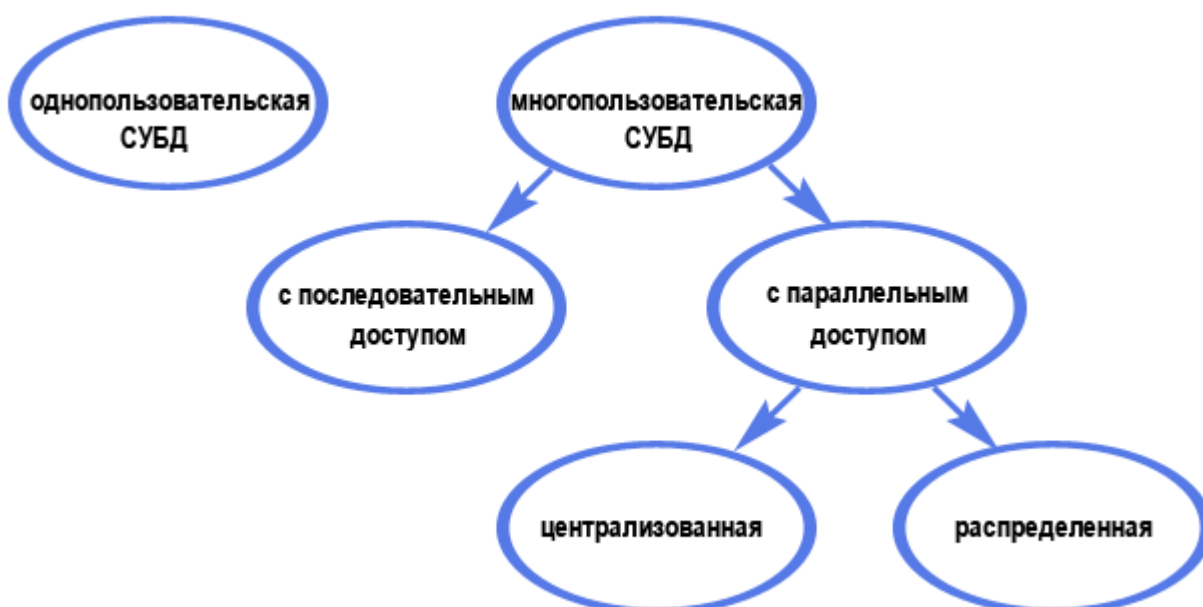 однопользовательская
СУБД
многопользовательская
СУБД
с последовательным
доступом
с параллельным
доступом
централизованная
распределенная